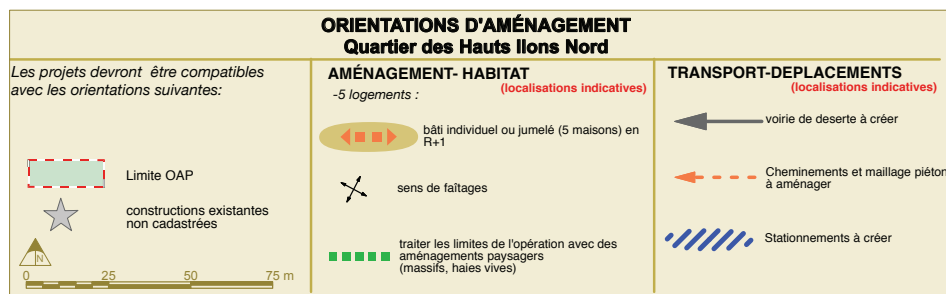 ORIENTATIONS D'AMÉNAGEMENT
Quartier des Hauts Ilons Nord
Les projets devront être compatibles
avec les orientations suivantes:
Limite OAP
constructions existantes
non cadastrées
N
0 25 50 75 m
AMÉNAGEMENT- HABITAT
(localisations indicatives)
-5 logements :
bâti individuel ou jumelé (5 maisons) en
R+1
sens de faîtages
traiter les limites de l'opération avec des
aménagements paysagers
(massifs, haies vives)
TRANSPORT-DEPLACEMENTS
(localisations indicatives)
voirie de deserte à créer
Cheminements et maillage piéton
à aménager
Stationnements à créer